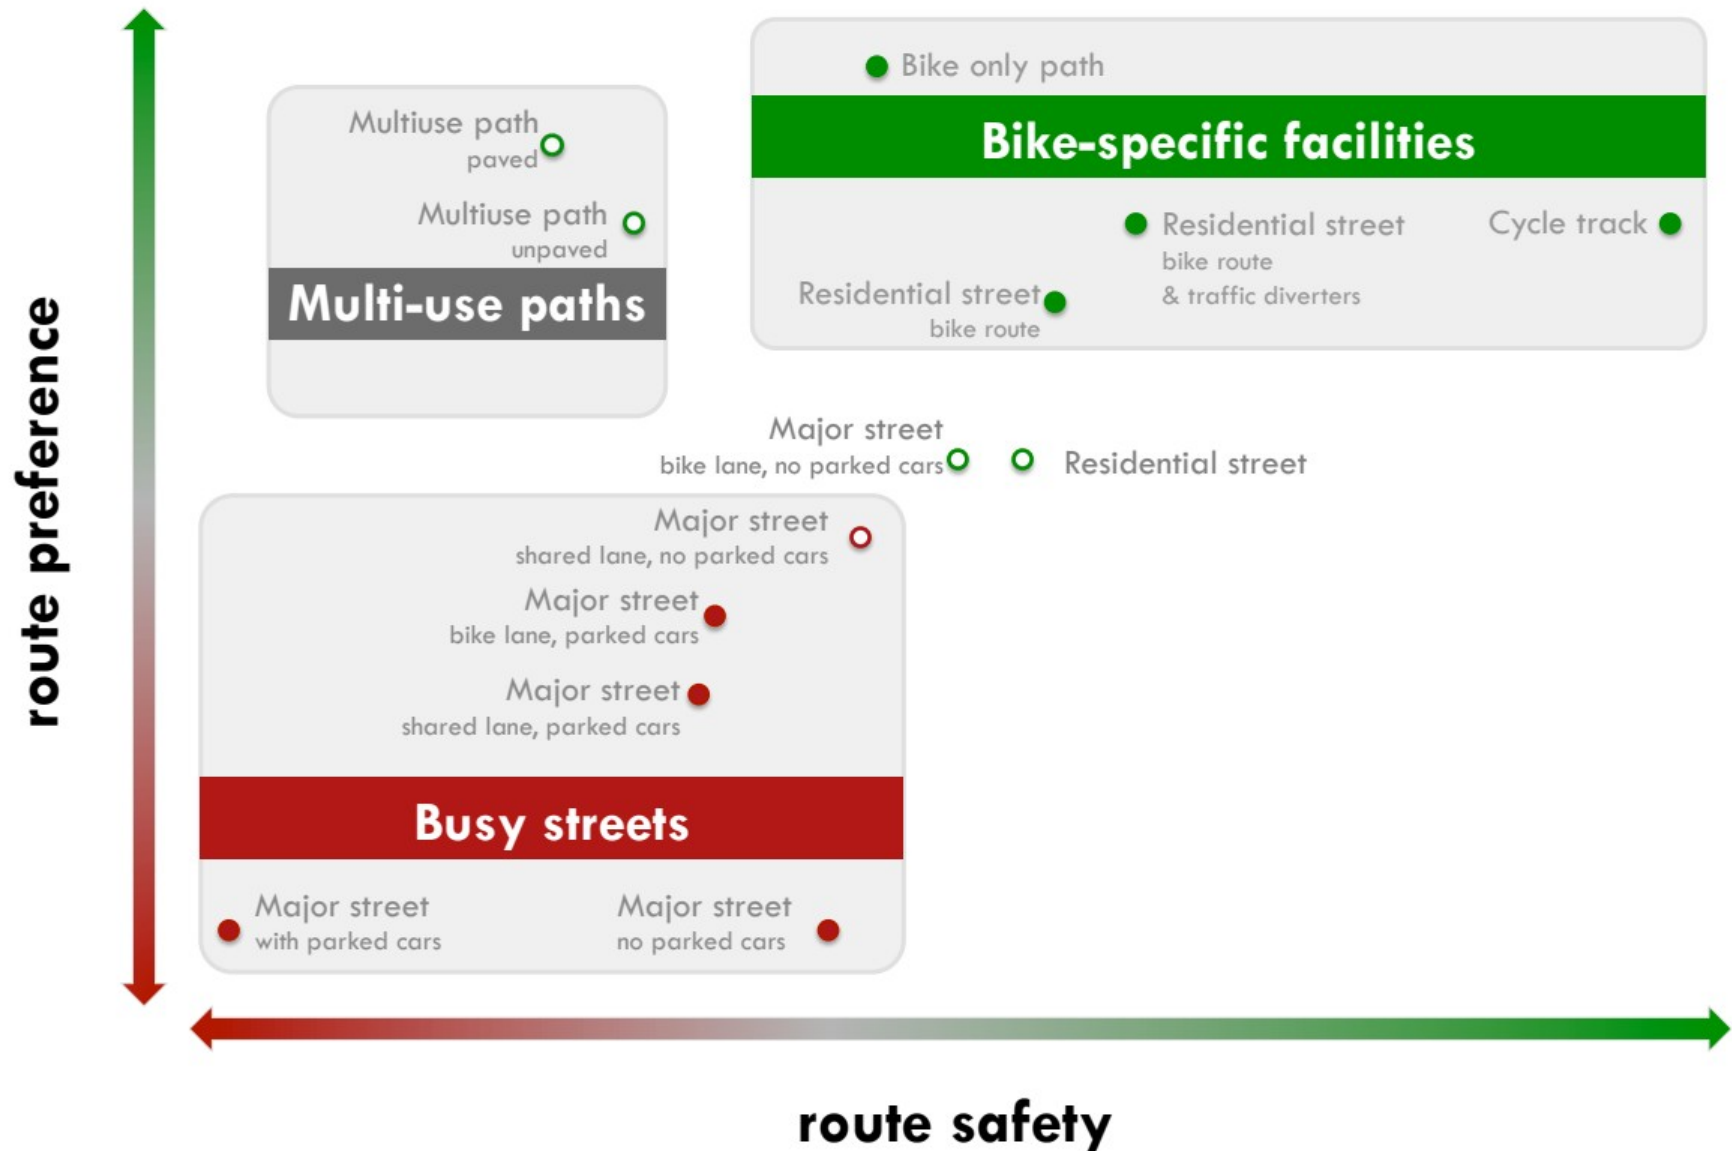 Bike only path
Bike-specific facilities
Multiuse path
paved
Multiuse path
unpaved
Multi-use paths
Residential street
bike route
& traffic diverters
Cycle track
Residential street
bike route
Major street
bike lane, no parked cars
Residential street
Major street
shared lane, no parked cars
Major street
bike lane, parked cars
Major street
shared lane, parked cars
Busy streets
Major street
with parked cars
Major street
no parked cars
route preference
route safety